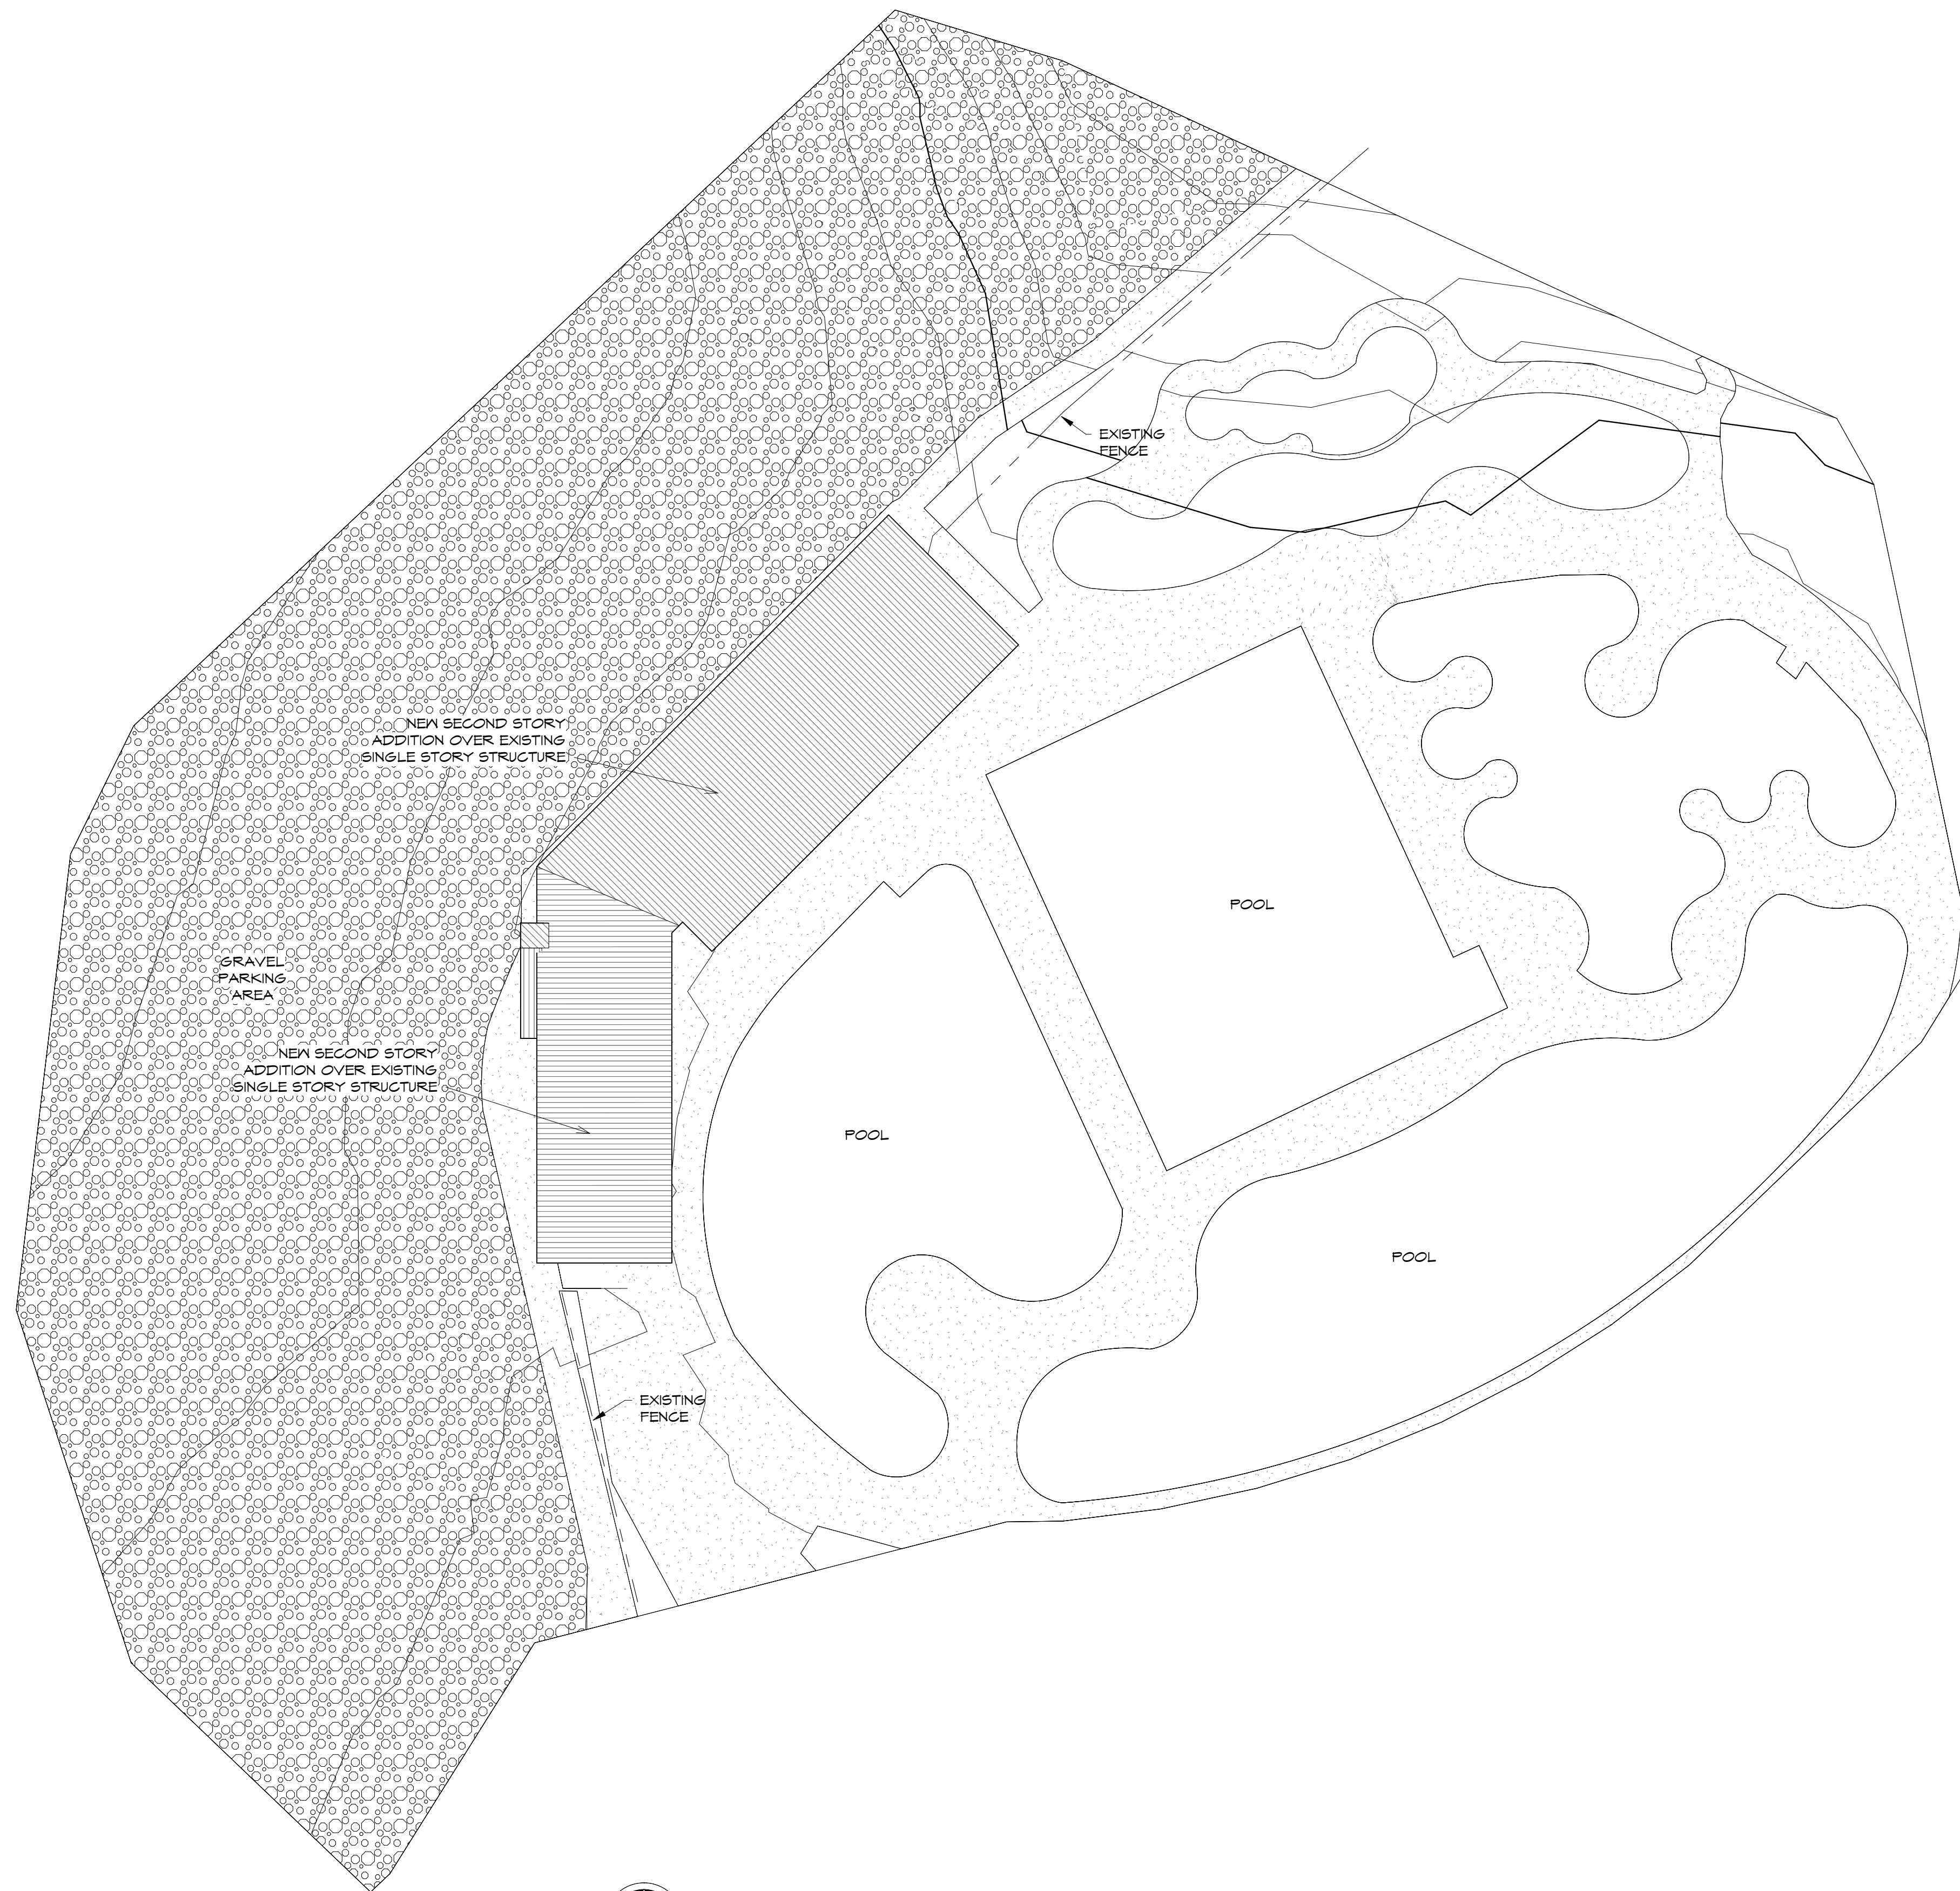 EXISTING
FENCE
NEW SECOND STORY
ADDITION OVER EXISTING
SINGLE STORY STRUCTURE
POOL
GRAVEL
PARKING
AREA
NEW SECOND STORY
ADDITION OVER EXISTING
SINGLE STORY STRUCTURE
POOL
POOL
EXISTING
FENCE